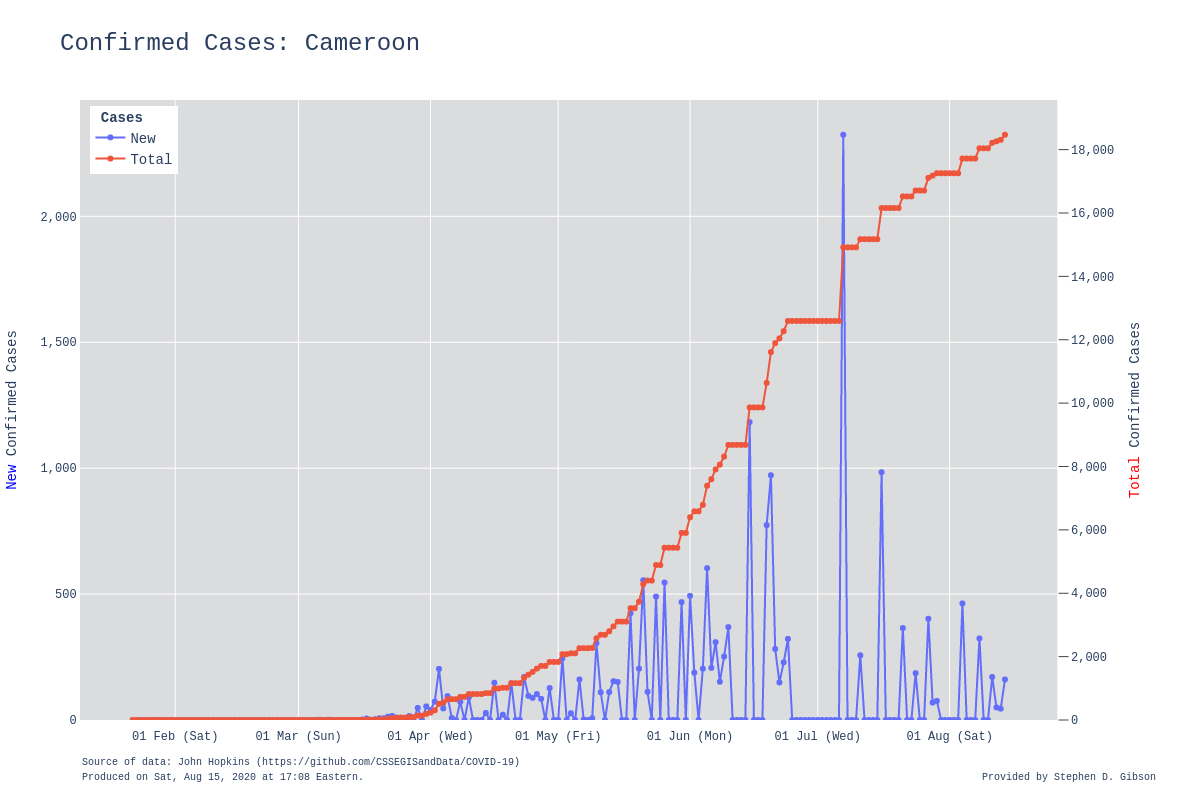 Confirmed Cases: Cameroon
Cases
New
Total
New Confirmed Cases
2,000
1,500
1,000
500
0
18,000
16,000
14,000
12,000
10,000
8,000
6,000
4,000
2,000
0
Total Confirmed Cases
01 Feb (Sat) 01 Mar (Sun) 01 Apr (Wed) 01 May (Fri) 01 Jun (Mon) 01 Jul (Wed) 01 Aug (Sat)
Source of data: John Hopkins (https://github.com/CSSEGISandData/COVID-19)
Produced on Sat, Aug 15, 2020 at 17:08 Eastern.
Provided by Stephen D. Gibson